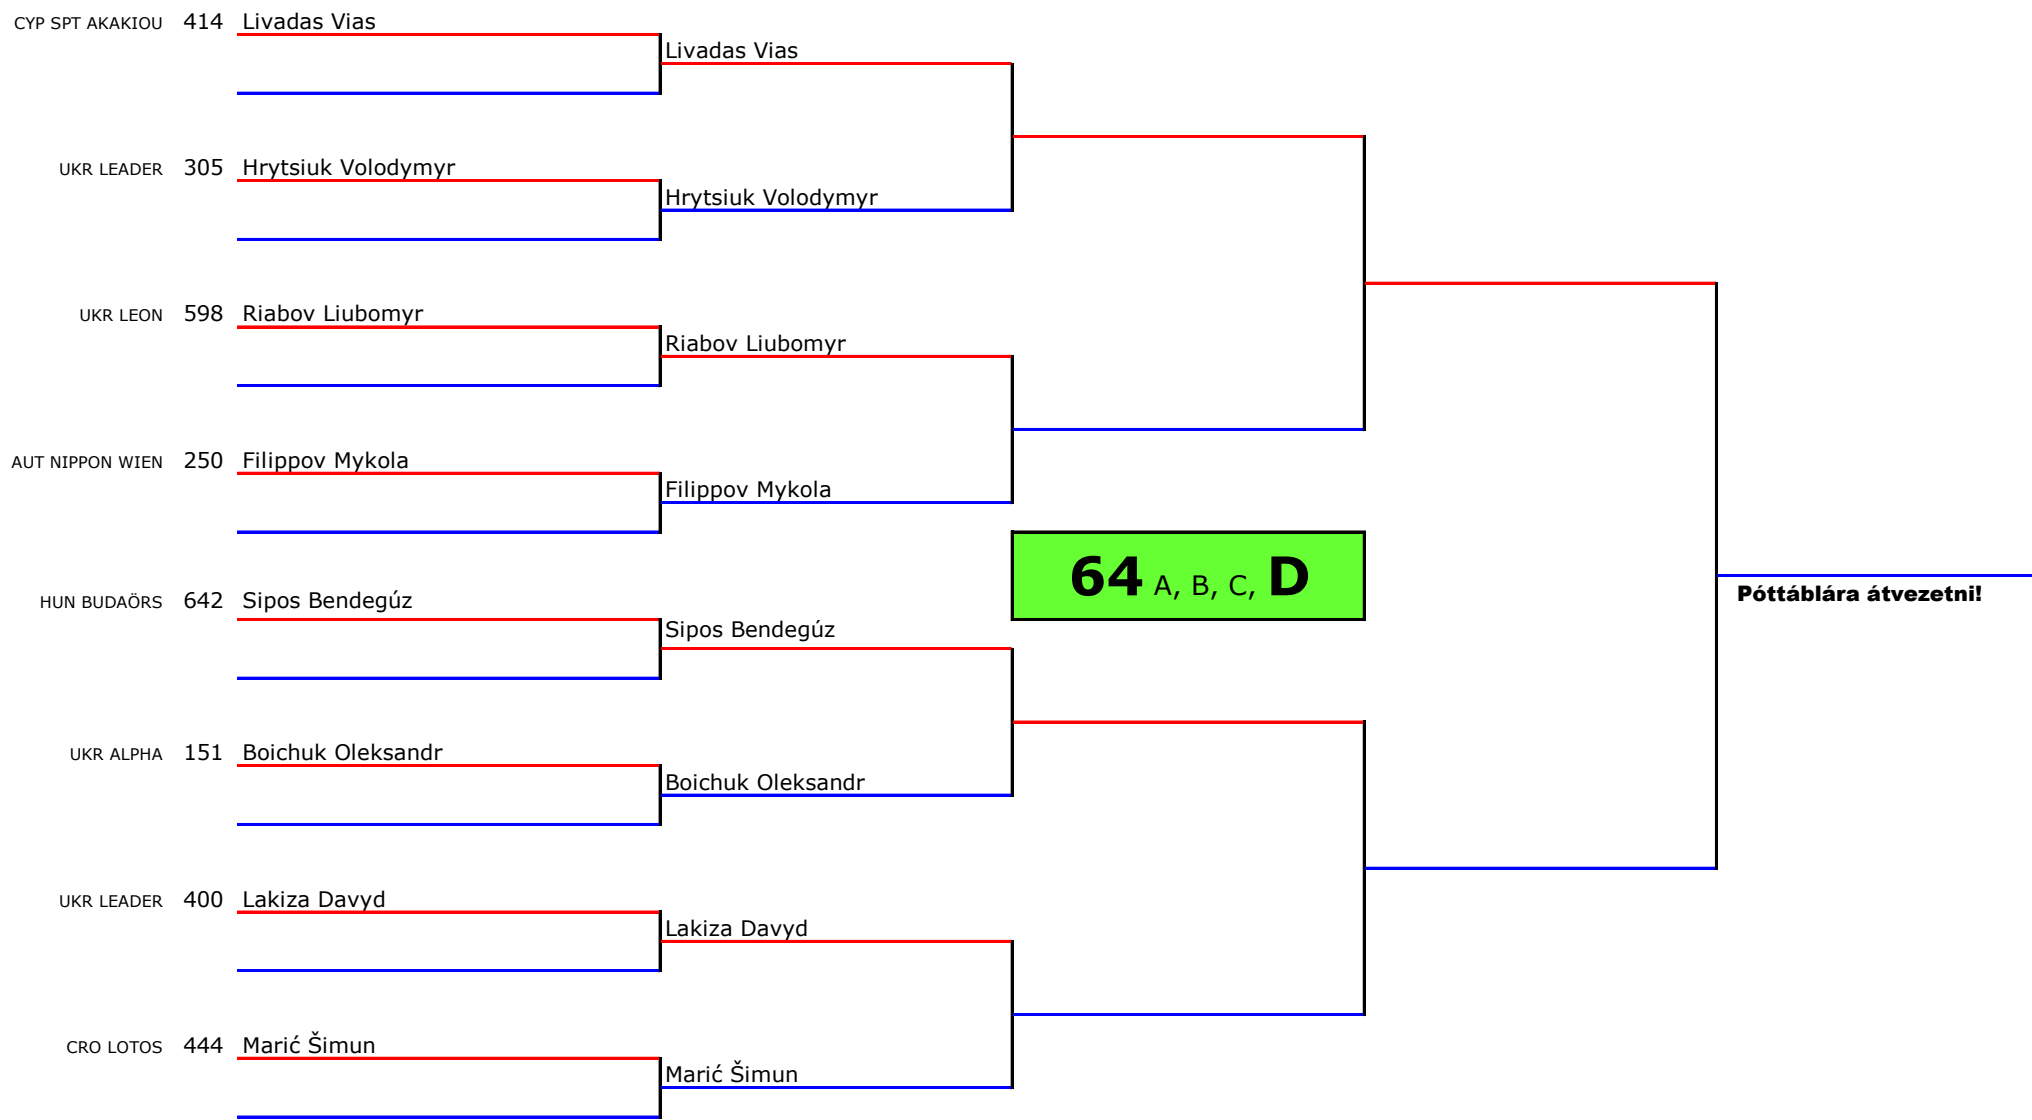 CYP SPT AKAKIOU 414 Livadas Vias
Livadas Vias
UKR LEADER 305 Hrytsiuk Volodymyr
Hrytsiuk Volodymyr
UKR LEON 598 Riabov Liubomyr
Riabov Liubomyr
AUT NIPPON WIEN 250 Filippov Mykola
Filippov Mykola
64 A, B, C, D
Póttáblára átvezetni!
HUN BUDAÖRS 642 Sipos Bendegúz
Sipos Bendegúz
UKR ALPHA 151 Boichuk Oleksandr
Boichuk Oleksandr
UKR LEADER 400 Lakiza Davyd
Lakiza Davyd
CRO LOTOS 444 Marić Šimun
Marić Šimun